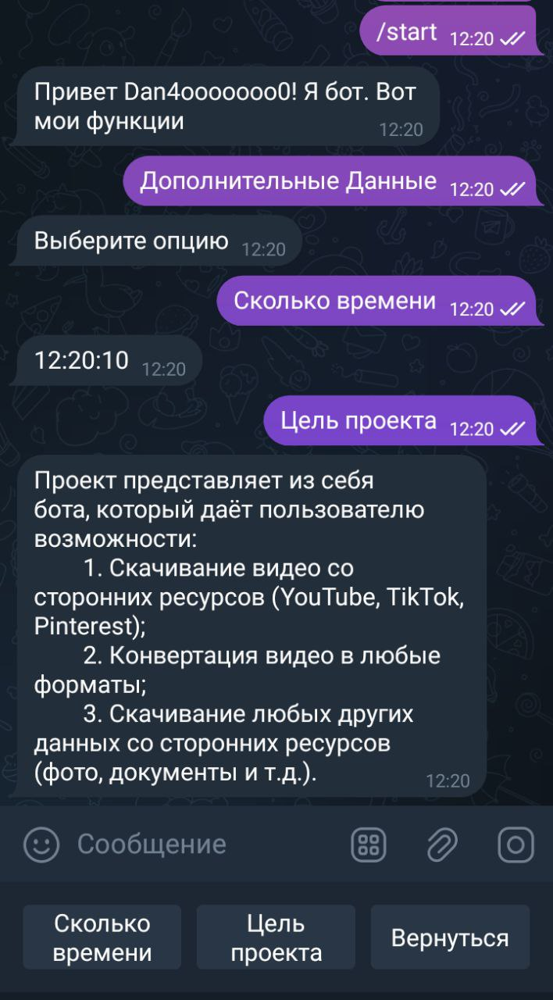 /start 12:20
Привет Dan4ooooooo0! Я бот. Вот
мои функции 12:20
Дополнительные Данные 12:20
Выберите опцию 12:20
Сколько времени 12:20
12:20:10 12:20
Цель проекта 12:20
Проект представляет из себя
бота, который даёт пользователю
возможности:
1. Скачивание видео со
сторонних ресурсов (YouTube, TikTok,
Pinterest);
2. Конвертация видео в любые
форматы;
3. Скачивание любых других
данных со сторонних ресурсов
(фото, документы и т.д.). 12:20
Сообщение
Сколько
времени
Цель
проекта
Вернуться